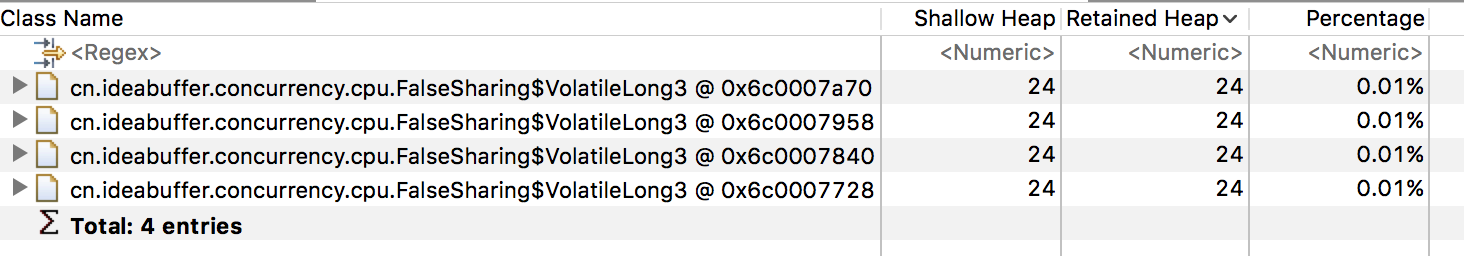 Class Name Shallow Heap Retained Heap Percentage
<Regex> <Numeric> <Numeric> <Numeric>
cn.ideabuffer.concurrency.cpu.FalseSharing$VolatileLong3 @ 0x6c0007a70 24 24 0.01%
cn.ideabuffer.concurrency.cpu.FalseSharing$VolatileLong3 @ 0x6c0007958 24 24 0.01%
cn.ideabuffer.concurrency.cpu.FalseSharing$VolatileLong3 @ 0x6c0007840 24 24 0.01%
cn.ideabuffer.concurrency.cpu.FalseSharing$VolatileLong3 @ 0x6c0007728 24 24 0.01%
Σ Total: 4 entries